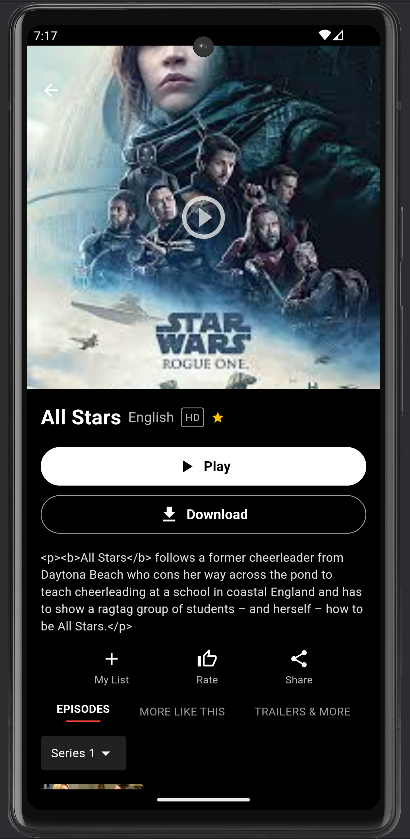 7:17
STAR
WARS
ROGUE ONE.
All Stars English HD
Play
Download
<p><b>All Stars</b> follows a former cheerleader from
Daytona Beach who cons her way across the pond to
teach cheerleading at a school in coastal England and has
to show a ragtag group of students – and herself – how to
be All Stars.</p>
My List Rate Share
EPISODES MORE LIKE THIS TRAILERS & MORE
Series 1